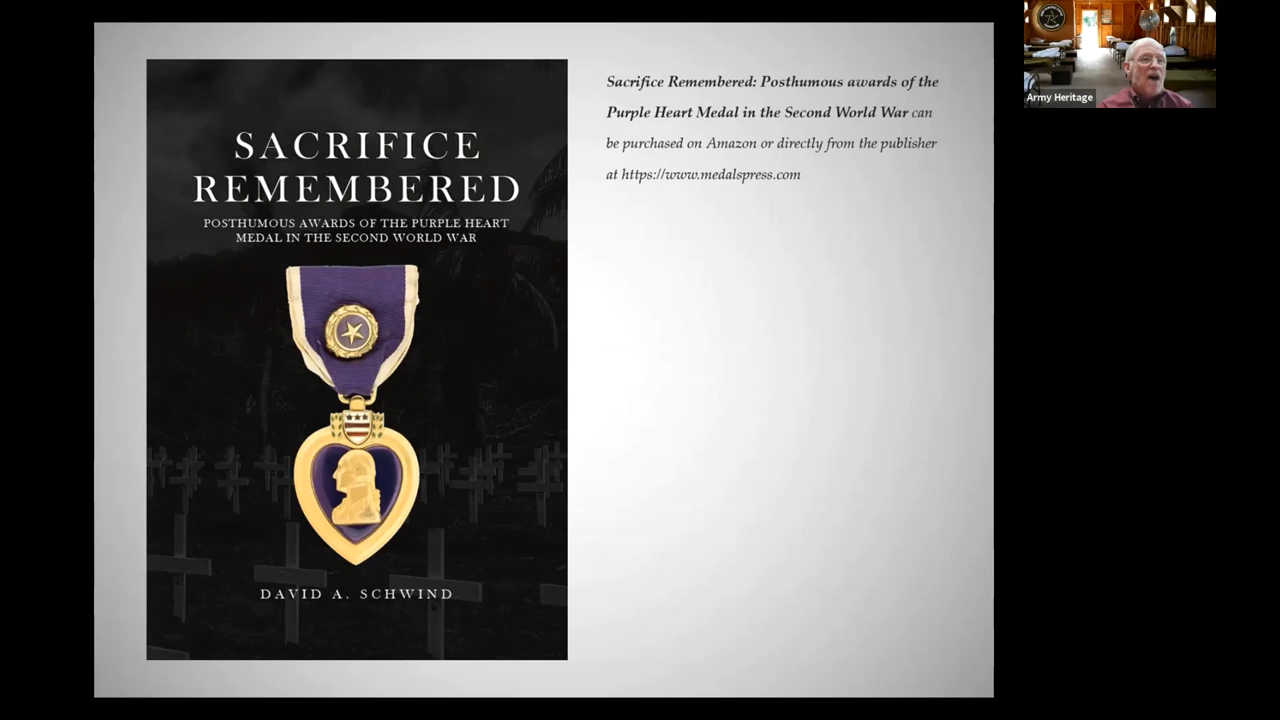 SACRIFICE
REMEMBERED
POSTHUMOUS AWARDS OF THE PURPLE HEART
MEDAL IN THE SECOND WORLD WAR
DAVID A. SCHWIND
Sacrifice Remembered: Posthumous awards of the
Purple Heart Medal in the Second World War can
be purchased on Amazon or directly from the publisher
at https://www.medalspress.com
Army Heritage